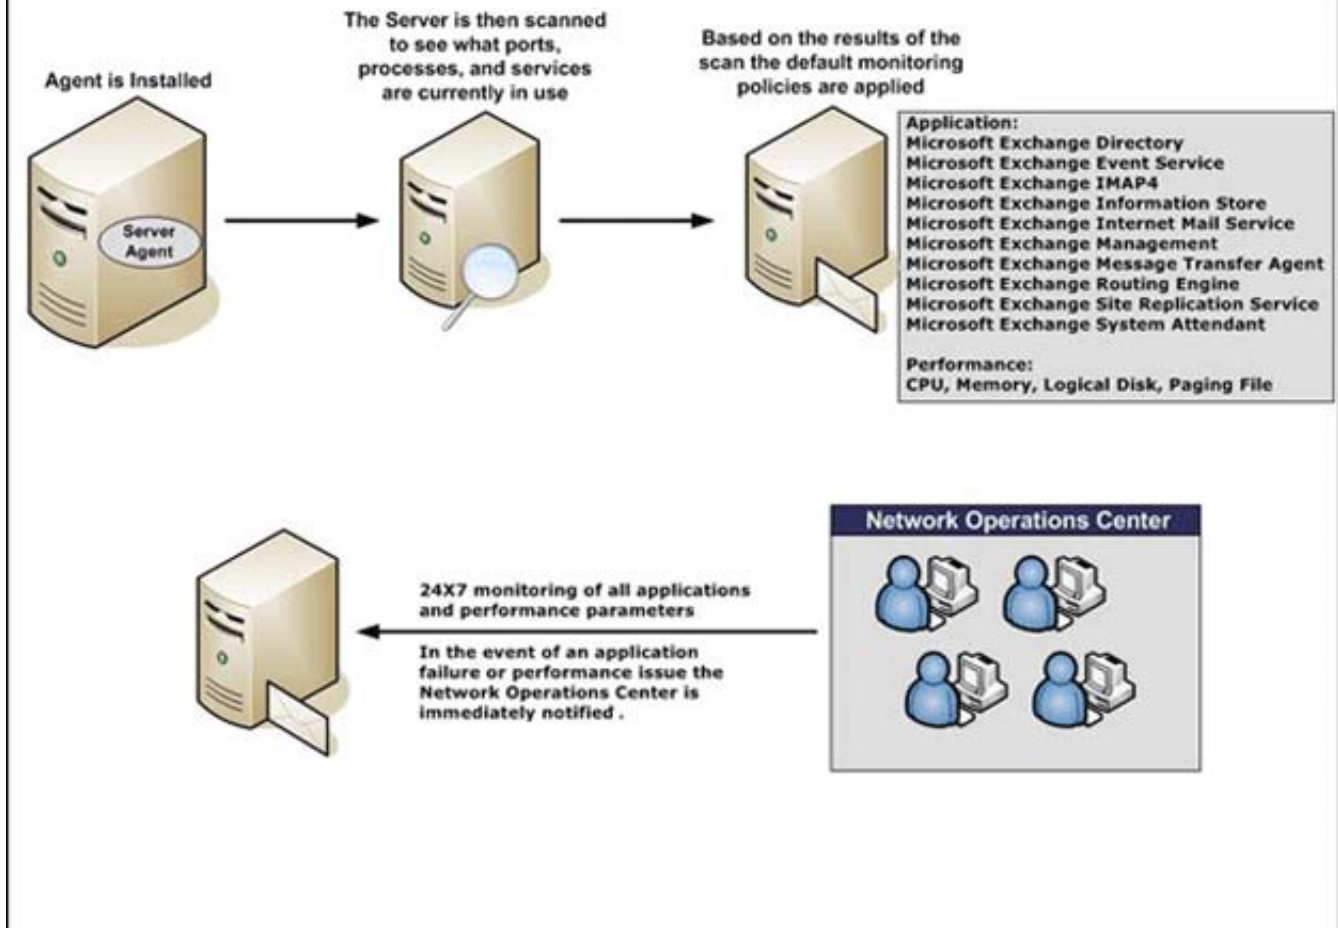 Agent is Installed
The Server is then scanned
to see what ports,
processes, and services
are currently in use
Based on the results of the
scan the default monitoring
policies are applied
Server
Agent
Application:
Microsoft Exchange Directory
Microsoft Exchange Event Service
Microsoft Exchange IMAP4
Microsoft Exchange Information Store
Microsoft Exchange Internet Mail Service
Microsoft Exchange Management
Microsoft Exchange Message Transfer Agent
Microsoft Exchange Routing Engine
Microsoft Exchange Site Replication Service
Microsoft Exchange System Attendant
Performance:
CPU, Memory, Logical Disk, Paging File
24X7 monitoring of all applications
and performance parameters
In the event of an application
failure or performance issue the
Network Operations Center is
immediately notified .
Network Operations Center